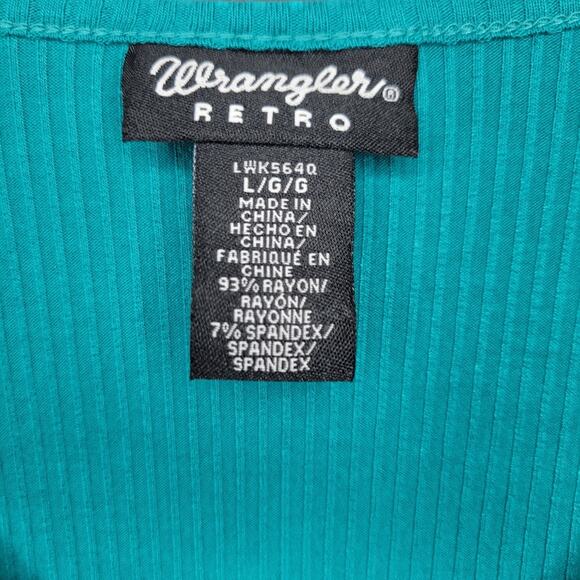 Wrangler®
RETRO
LWK564Q
L/G/G
MADE IN
CHINA/
HECHO EN
CHINA/
FABRIQUÉ EN
CHINE
93% RAYON/
RAYÓN/
RAYONNE
7% SPANDEX/
SPANDEX/
SPANDEX